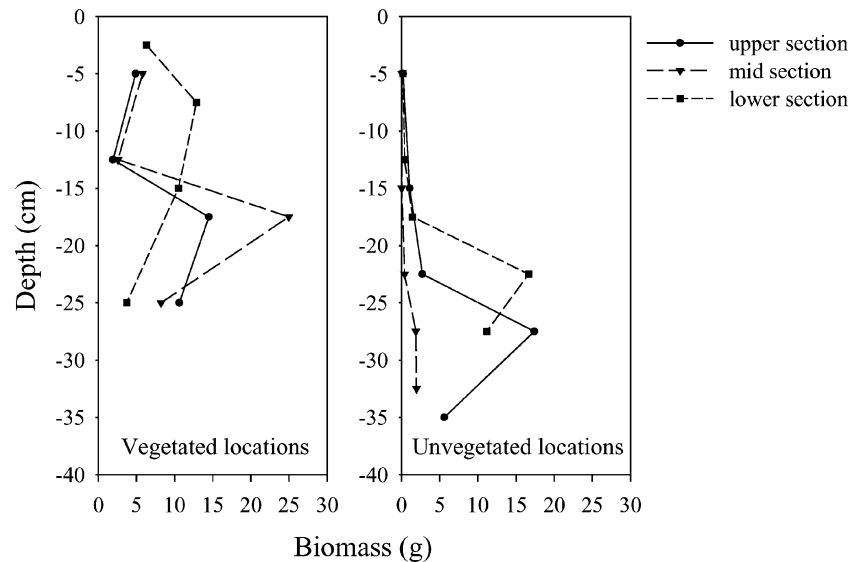 0
-5
-10
-15
-20
-25
-30
-35
-40
Depth (cm)
Vegetated locations
0 5 10 15 20 25 30
0
-5
-10
-15
-20
-25
-30
-35
-40
Unvegetated locations
0 5 10 15 20 25 30
Biomass (g)
upper section
mid section
lower section